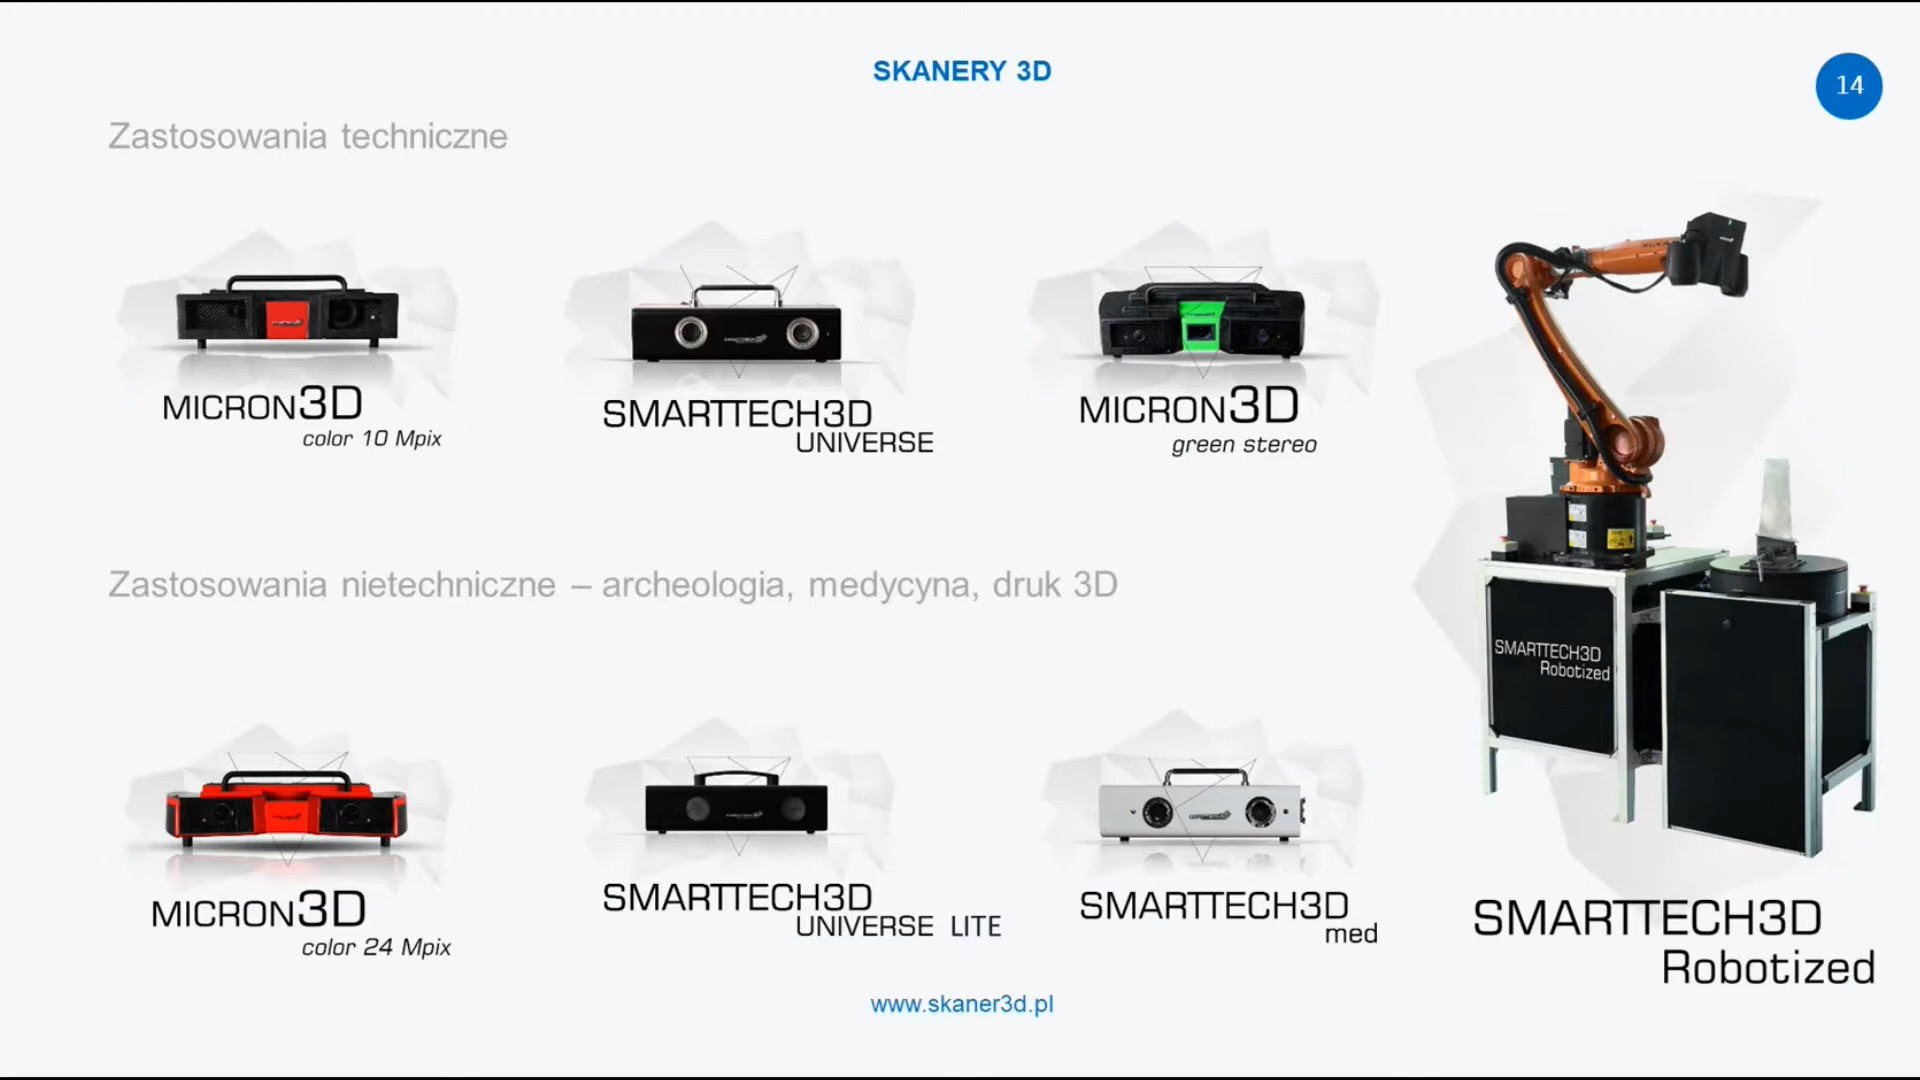 SKANERY 3D
14
Zastosowania techniczne
MICRON3D
color 10 Mpix
SMARTTECH3D
UNIVERSE
MICRON3D
green stereo
Zastosowania nietechniczne – archeologia, medycyna, druk 3D
SMARTTECH3D
Robotized
MICRON3D
color 24 Mpix
SMARTTECH3D
UNIVERSE LITE
SMARTTECH3D
med
SMARTTECH3D
Robotized
www.skaner3d.pl